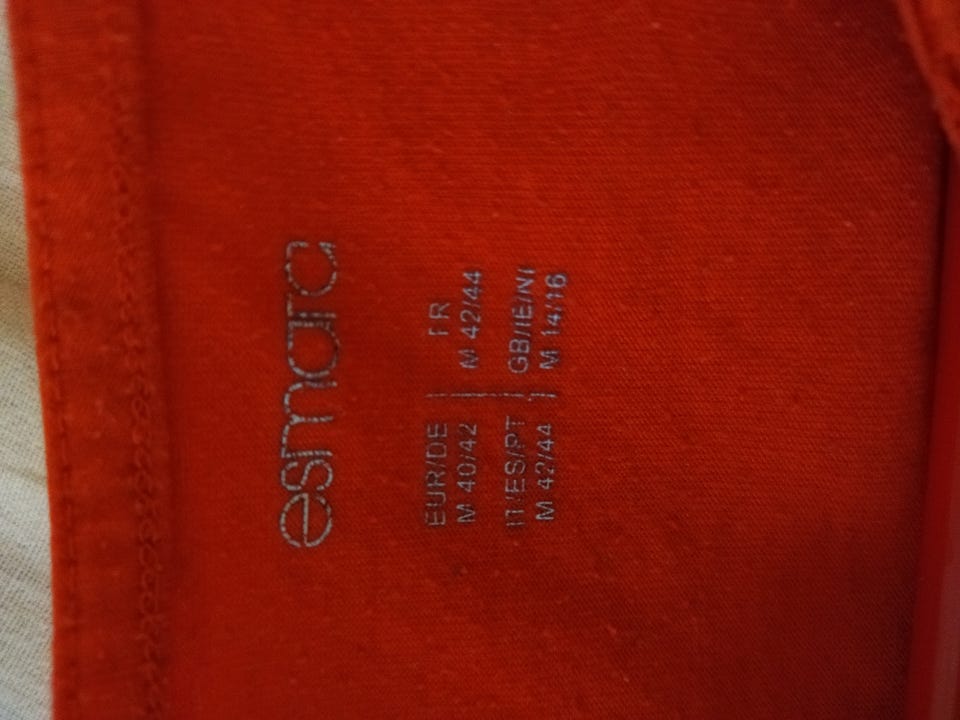 esmara
EUR/DE | FR
M 40/42 | M 42/44
IT/ES/PT | GB/IE/NI
M 42/44 | M 14/16